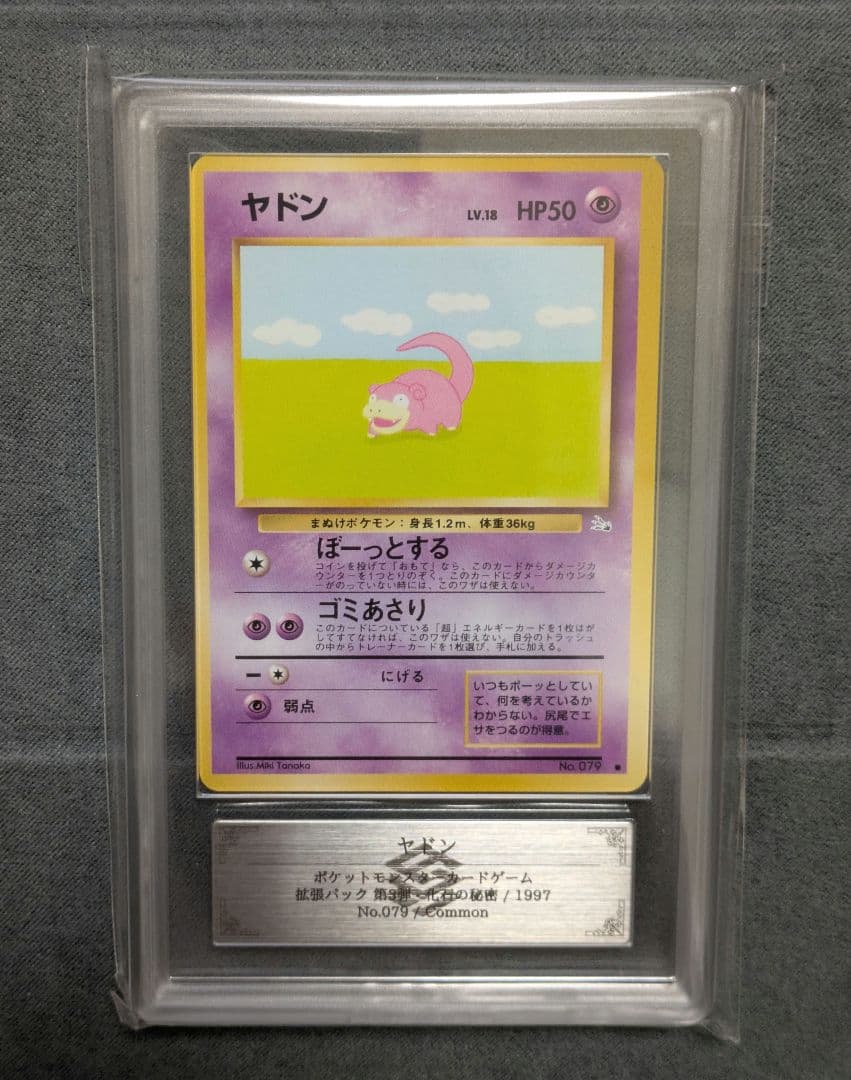 ヤドン
LV.18 HP50
まぬけポケモン：身長1.2m、体重36kg
ぼーっとする
コインを投げて「おもて」なら、このカードからダメージカ
ウンターを1つとりのぞく。このカードにダメージカウンタ
ーがのっていない時には、このワザは使えない。
ゴミあさり
このカードについている「超」エネルギーカードを1枚はが
してすてなければ、このワザは使えない。自分のトラッシュ
の中からトレーナーカードを1枚選び、手札に加える。
にげる
弱点
いつもボーッとしてい
て、何を考えているか
わからない。尻尾でエ
サをつるのが得意。
Illus.Miki Tanaka
No. 079
ヤドン
ポケットモンスターカードゲーム
拡張パック 第3弾・化石の秘密 / 1997
No.079 / Common